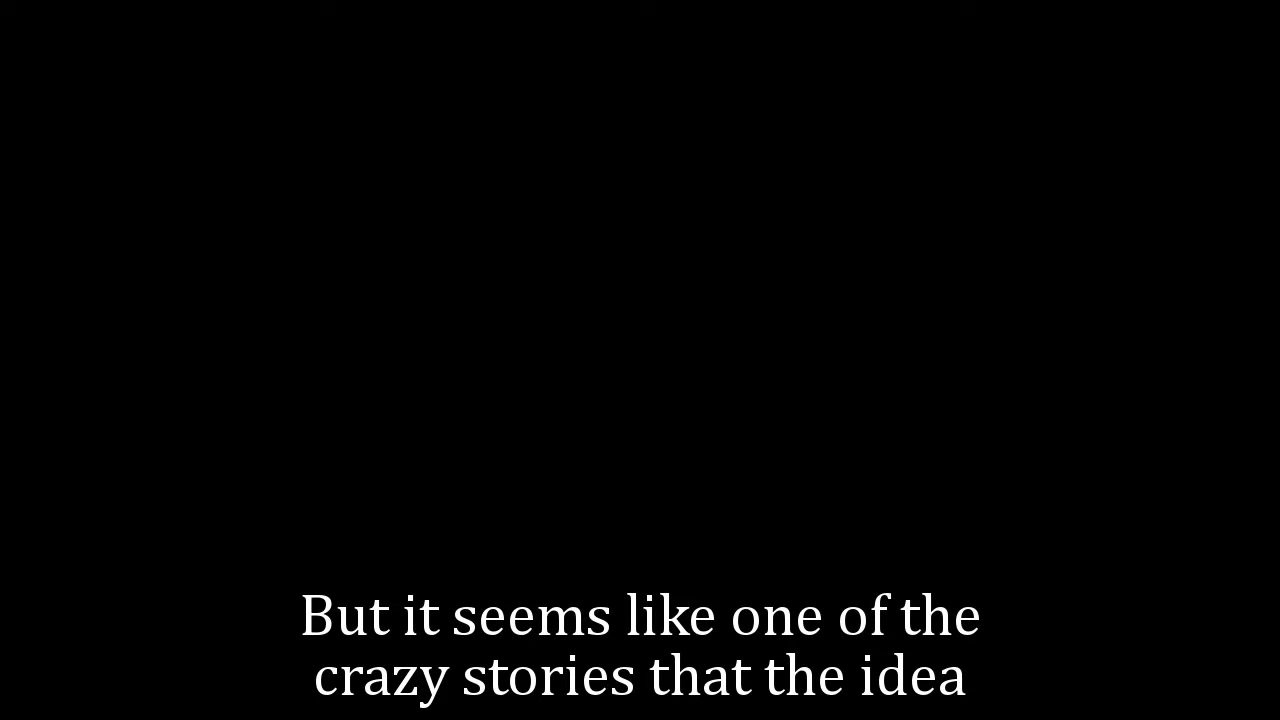 But it seems like one of the
crazy stories that the idea